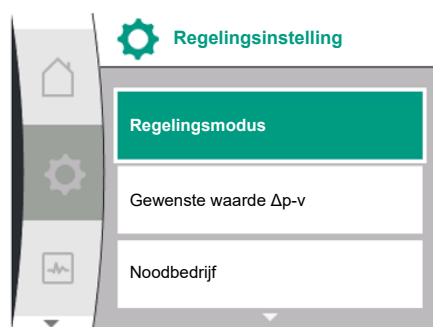 Regelingsinstelling
Regelingsmodus
Gewenste waarde Δp-v
Noodbedrijf